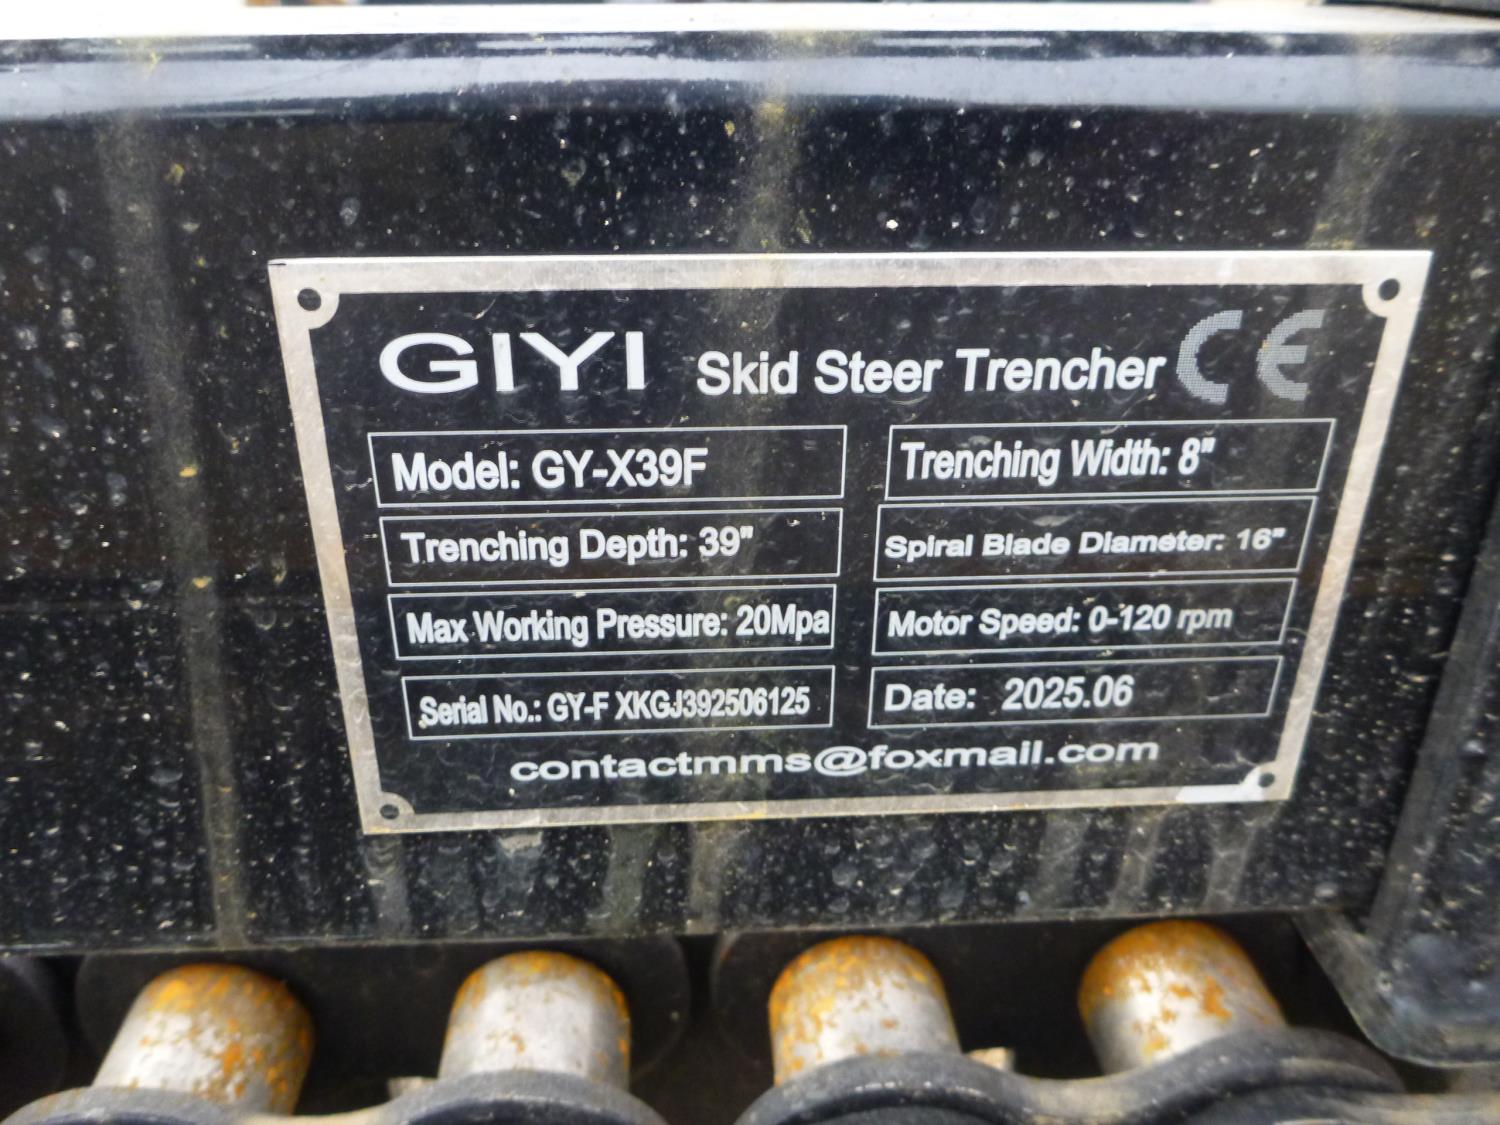 GIYI Skid Steer Trencher CE
Model: GY-X39F
Trenching Width: 8"
Trenching Depth: 39"
Spiral Blade Diameter: 16"
Max Working Pressure: 20Mpa
Motor Speed: 0-120 rpm
Serial No.: GY-F XKGJ392506125
Date: 2025.06
contactmms@foxmail.com